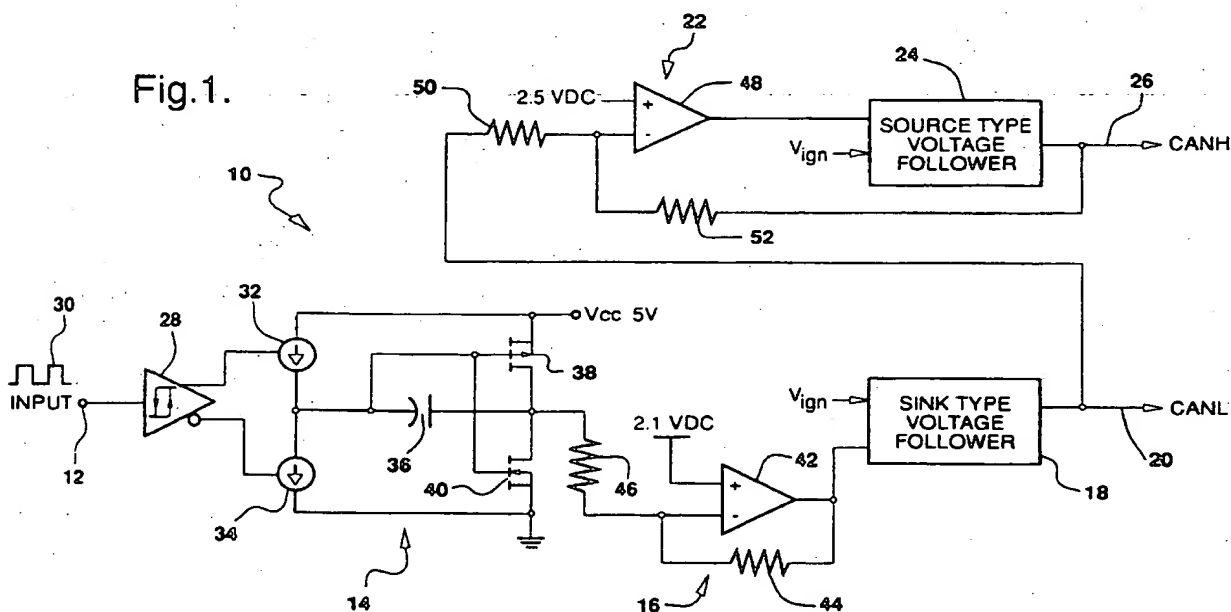 Fig.1.
22
24
50
2.5 VDC
+
-
48
26
Vign
SOURCE TYPE
VOLTAGE
FOLLOWER
CANH
10
52
30
28
32
Vcc 5V
38
INPUT
12
36
2.1 VDC
42
Vign
SINK TYPE
VOLTAGE
FOLLOWER
CANL
20
40
46
+
-
18
34
14
16
44